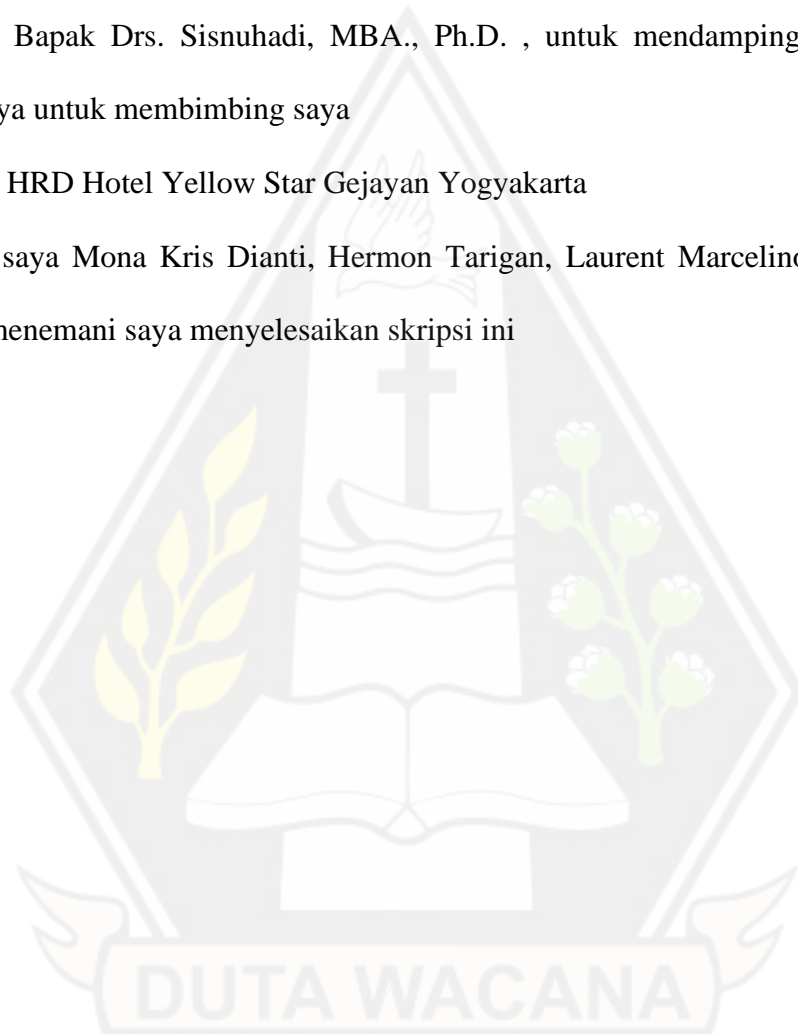 Bapak Drs. Sisnuhadi, MBA., Ph.D. , untuk mendamping
ya untuk membimbing saya
HRD Hotel Yellow Star Gejayan Yogyakarta
saya Mona Kris Dianti, Hermon Tarigan, Laurent Marcelino
enemani saya menyelesaikan skripsi ini
DUTA WACANA